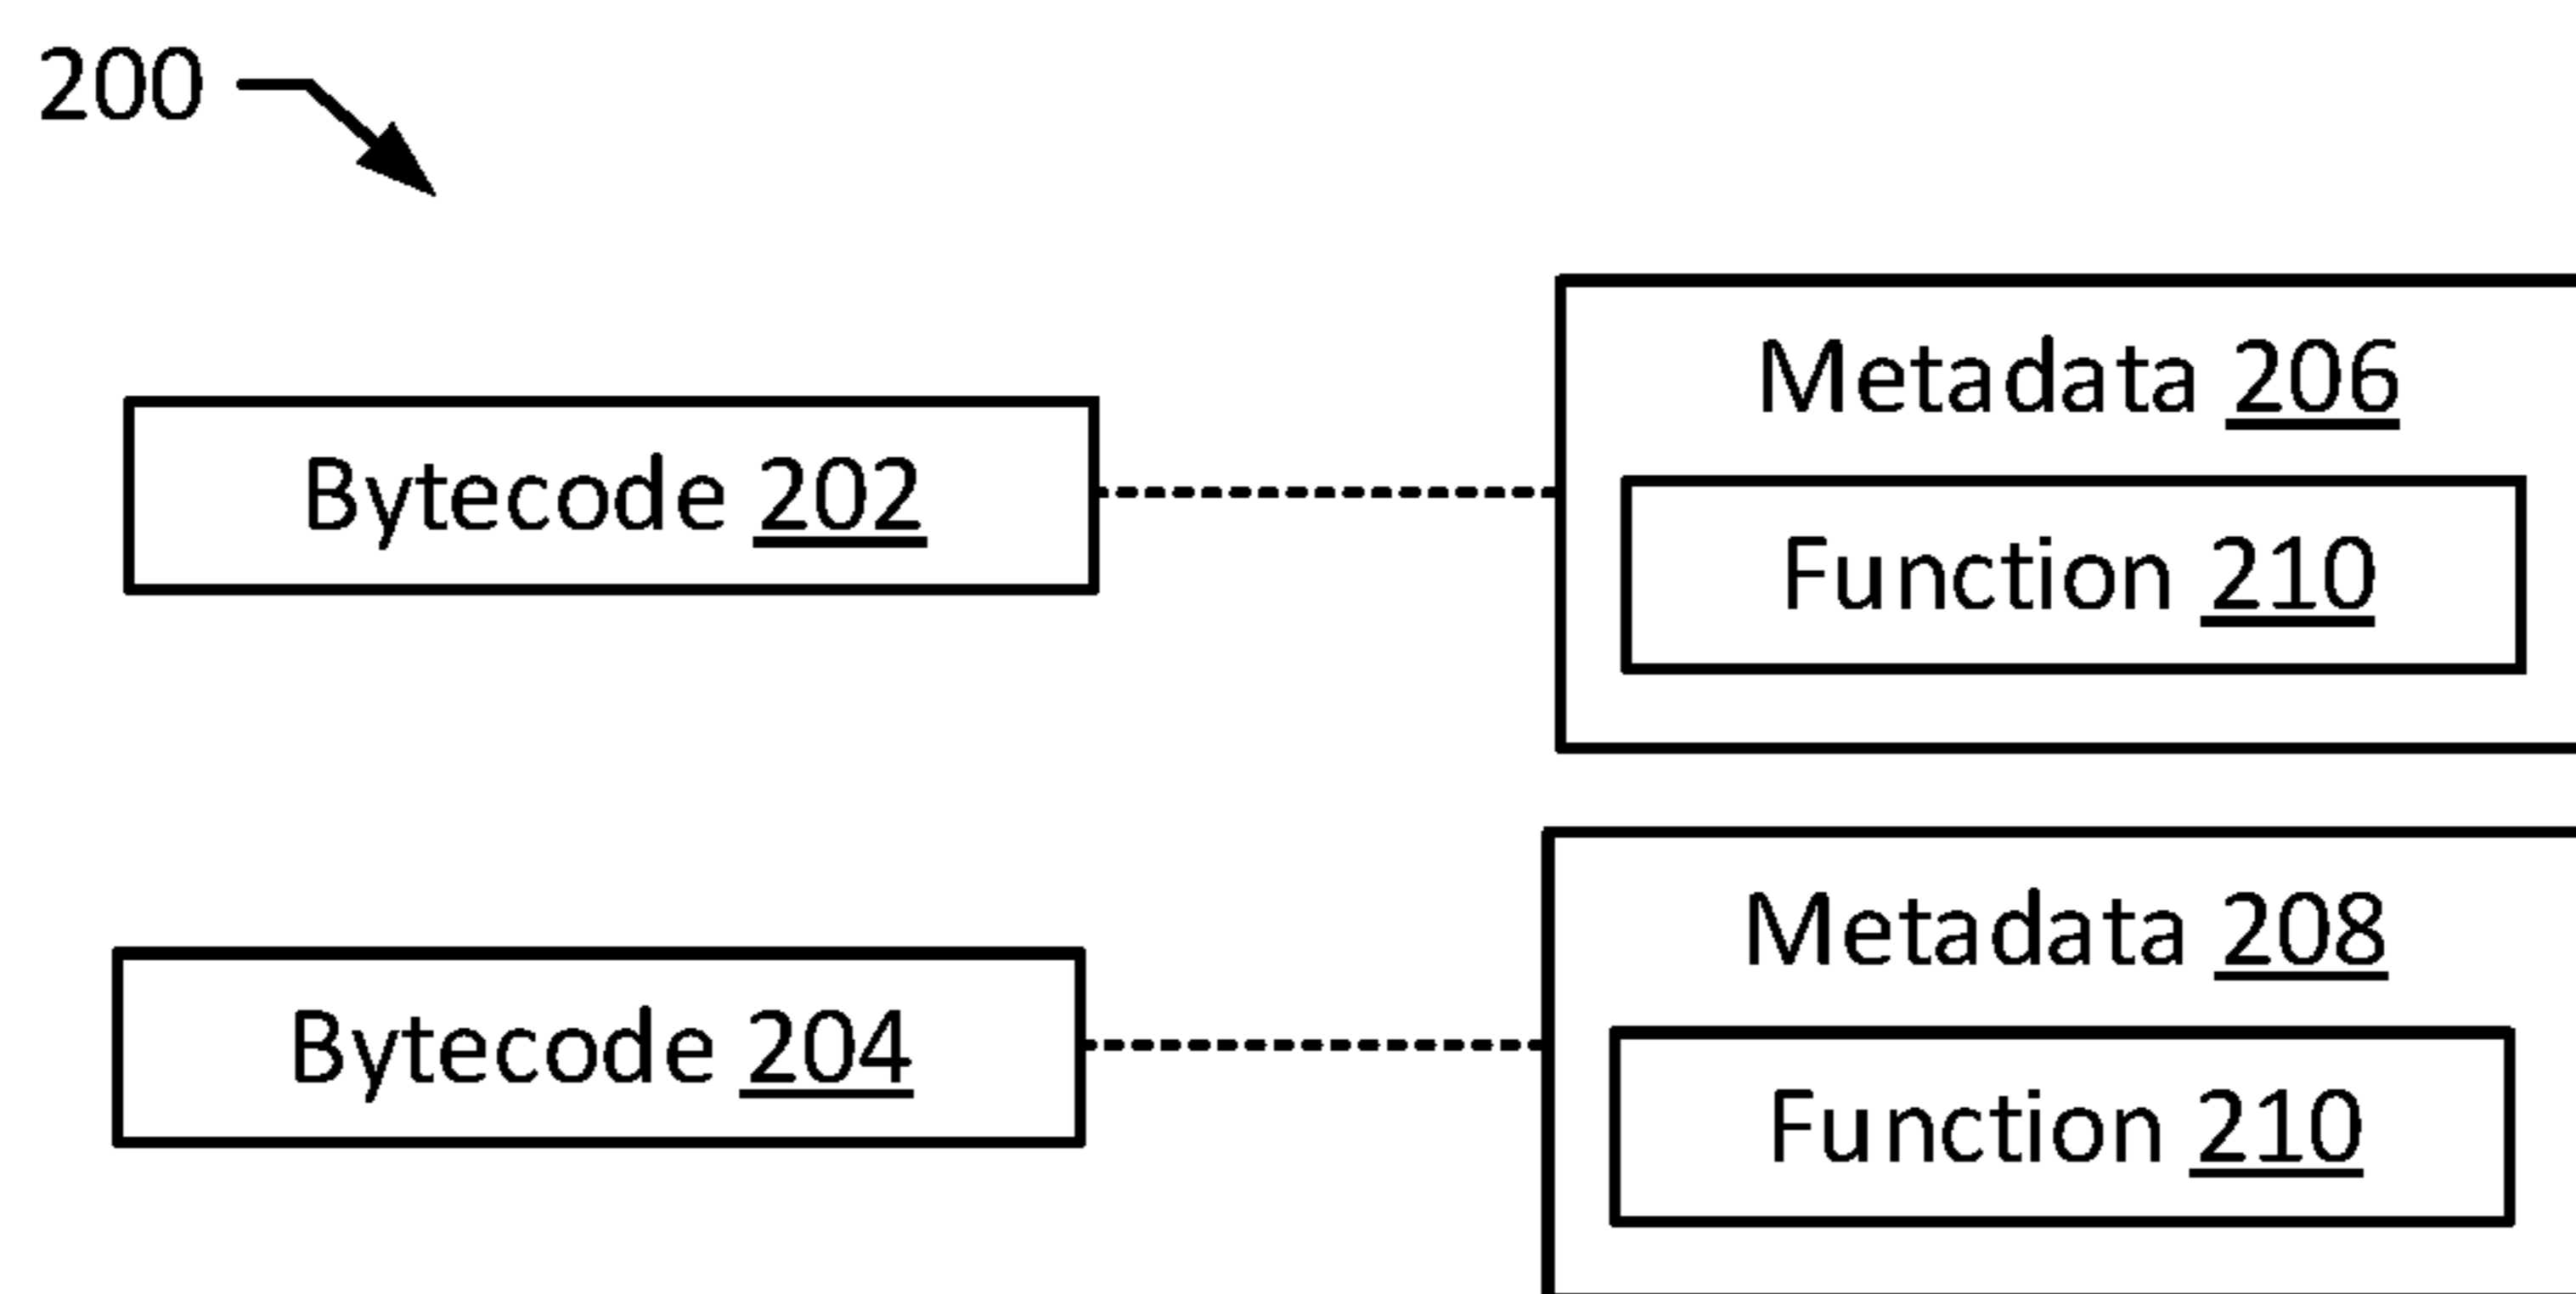 200
Metadata 206
Bytecode 202
Function 210
Metadata 208
Bytecode 204
Function 210